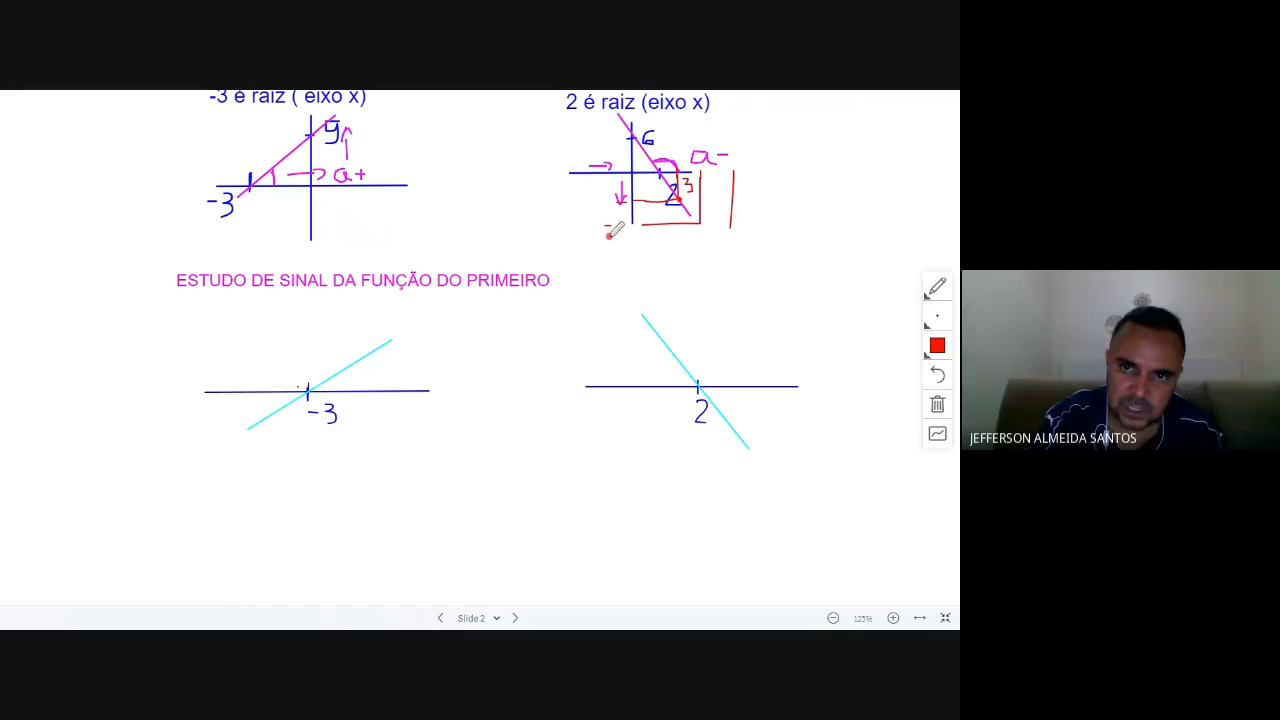 -3 é raiz ( eixo x)
2 é raiz (eixo x)
9
a+
-3
6
a-
3
2
ESTUDO DE SINAL DA FUNÇÃO DO PRIMEIRO
-3
2
JEFFERSON ALMEIDA SANTOS
Slide 2
125%